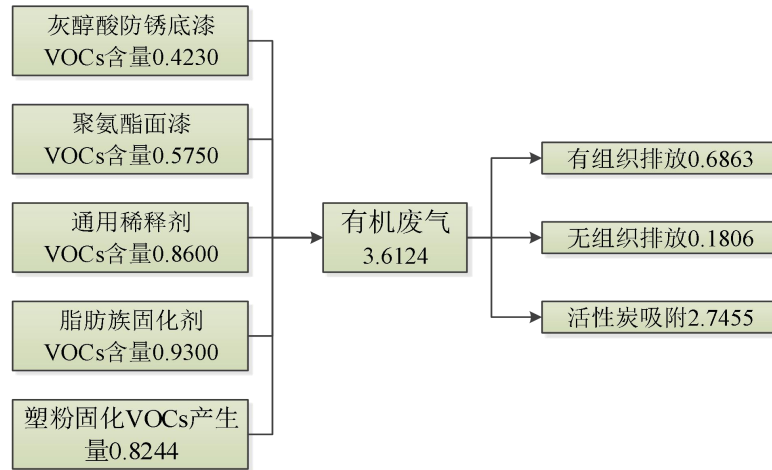 灰醇酸防锈底漆
VOCs含量0.4230
聚氨酯面漆
VOCs含量0.5750
通用稀释剂
VOCs含量0.8600
脂肪族固化剂
VOCs含量0.9300
塑粉固化VOCs产生
量0.8244
有机废气
3.6124
有组织排放0.6863
无组织排放0.1806
活性炭吸附2.7455